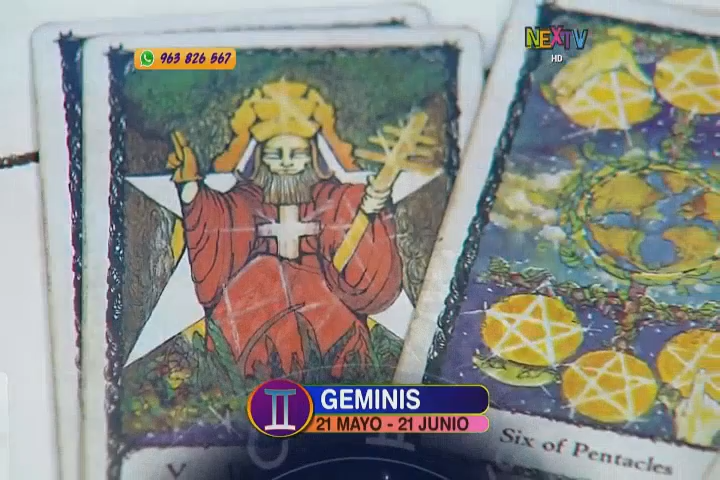 963 826 567
NEXTV
HD
GEMINIS
21 MAYO - 21 JUNIO
Six of Pentacles
V